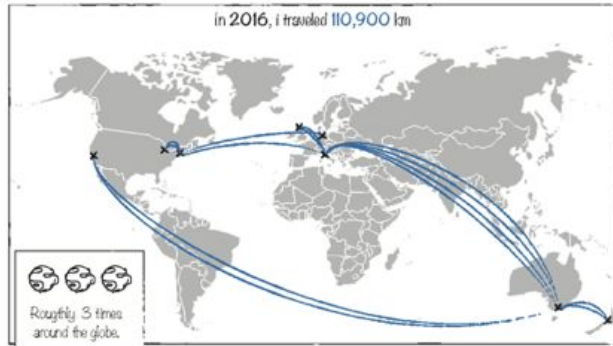 in 2016, i traveled 110,900 km
Roughly 3 times
around the globe.